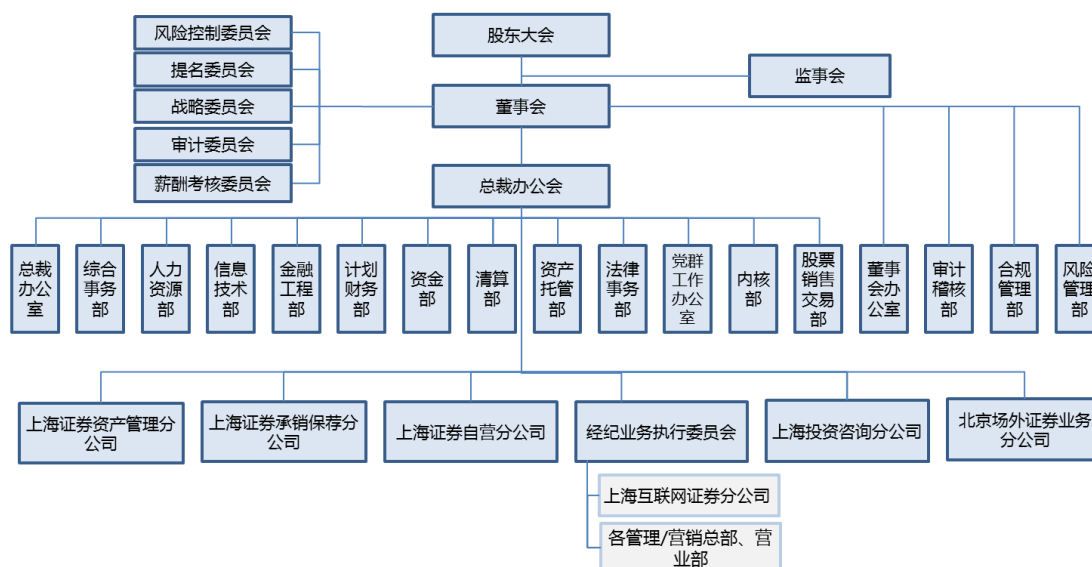 风险控制委员会
股东大会
提名委员会
监事会
战略委员会
董事会
审计委员会
总裁办公会
薪酬考核委员会
总裁
办公
室
综合
事务
部
人力
资源
部
信息
技术
部
金融
工程
部
计划
财务
部
资金
部
清算
部
资产
托管
部
法律
事务
部
党群
工作
办公
室
内核
部
股票
销售
交易
部
董事
会办
公室
审计
稽核
部
合规
管理
部
风险
管理
部
上海证券资产管理分
公司
上海证券承销保荐分
公司
上海证券自营分公司
经纪业务执行委员会
上海投资咨询分公司
北京场外证券业务
分公司
上海互联网证券分公司
各管理/营销总部、营
业部